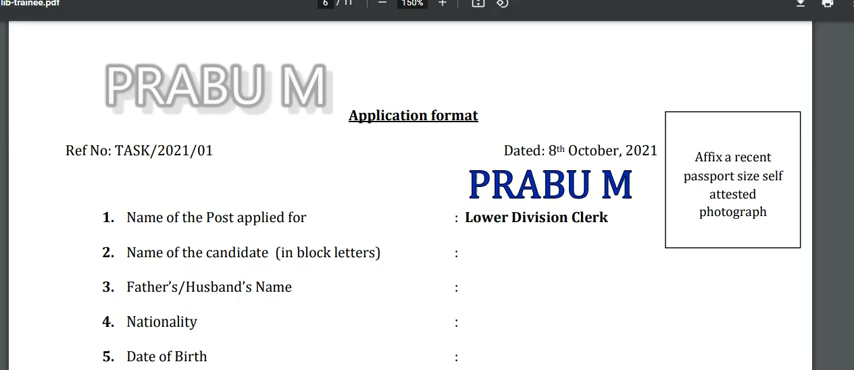 lib-trainee.pdf
6 / 11
150%
PRABU M
Application format
Ref No: TASK/2021/01
Dated: 8th October, 2021
Affix a recent
passport size self
attested
photograph
PRABU M
1. Name of the Post applied for : Lower Division Clerk
2. Name of the candidate (in block letters) :
3. Father's/Husband's Name :
4. Nationality :
5. Date of Birth :